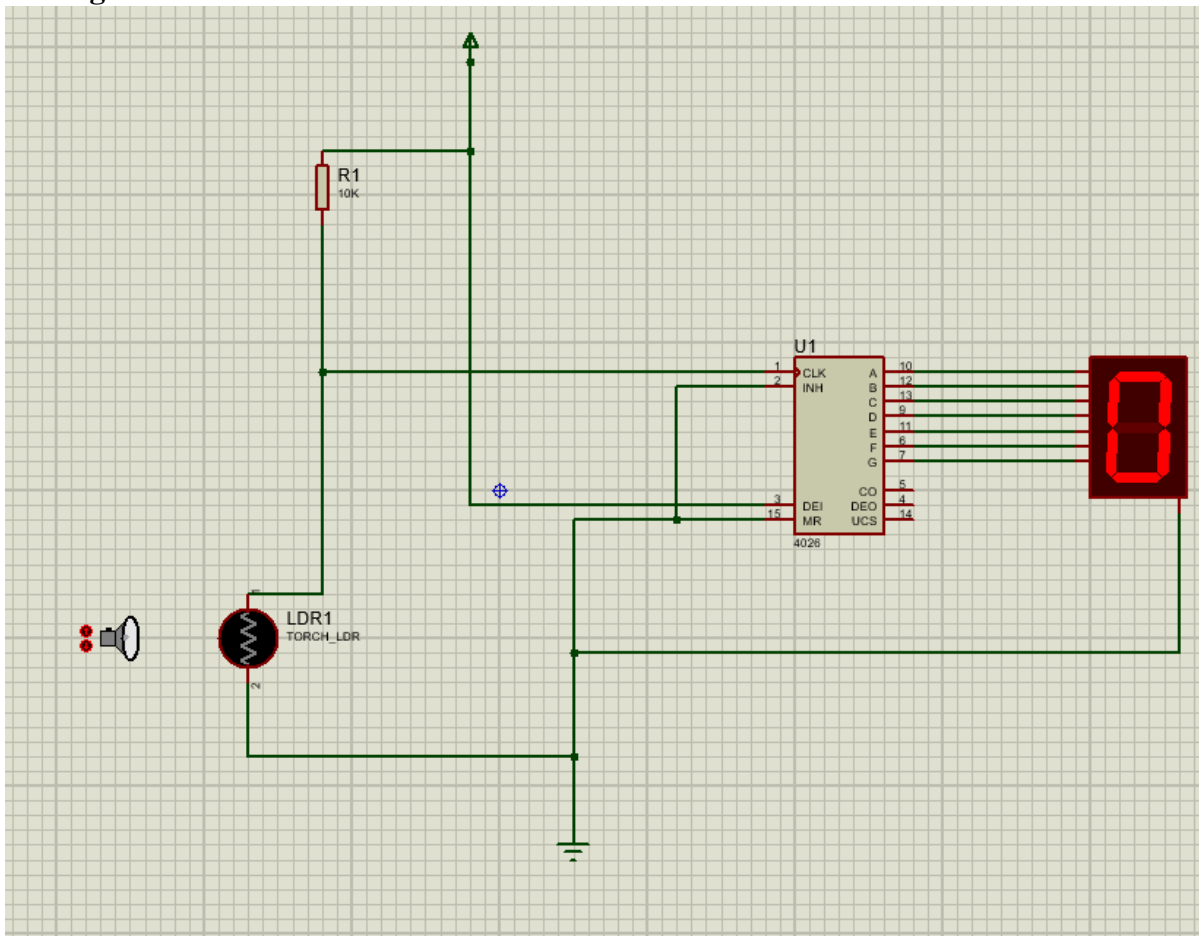 R1
10K
U1
1 CLK A 10
2 INH B 12
C 13
D 9
E 11
F 6
G 7
CO 5
3 DEI DEO 4
15 MR UCS 14
4026
1
LDR1
TORCH_LDR
2